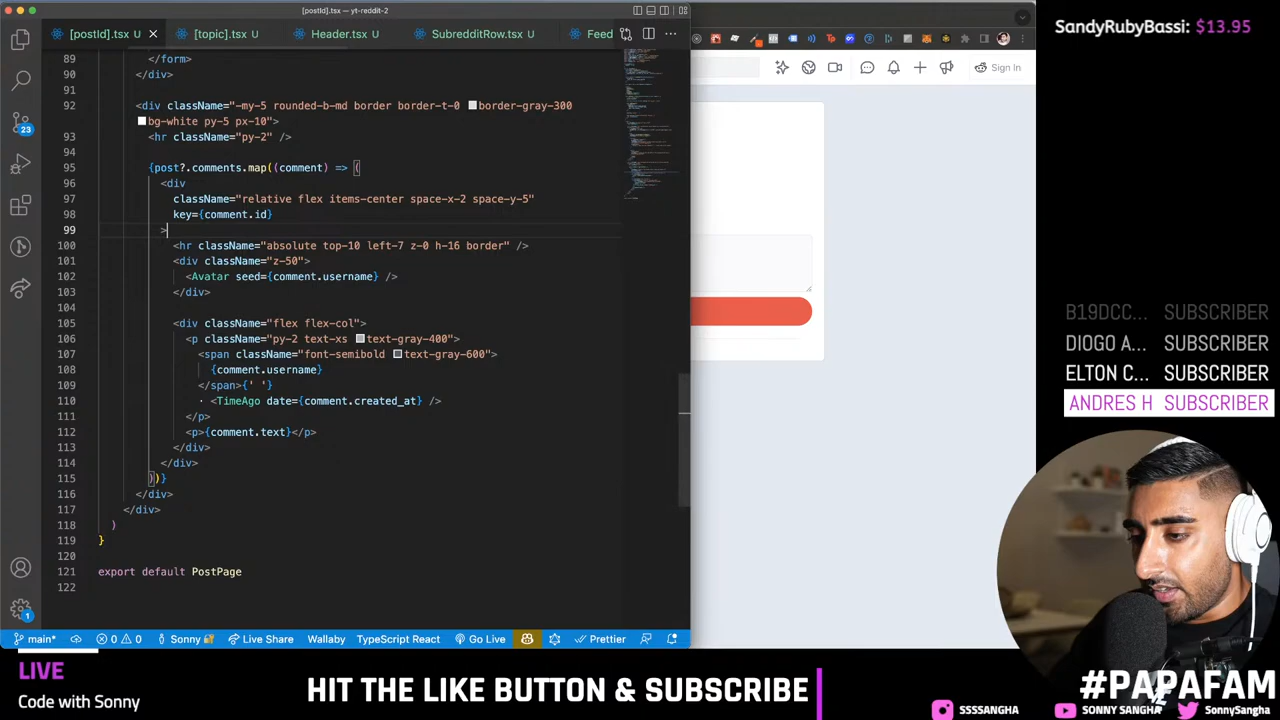 [postId].tsx — yt-reddit-2
[postId].tsx U
[topic].tsx U
Header.tsx U
SubredditRow.tsx U
Feed
89 </form>
90 </div>
91
92 <div className="-my-5 rounded-b-md border border-t-0 border-gray-300
bg-white py-5 px-10">
93 <hr className="py-2" />
94
95 {post?.comments.map((comment) => (
96 <div
97 className="relative flex items-center space-x-2 space-y-5"
98 key={comment.id}
99 >
100 <hr className="absolute top-10 left-7 z-0 h-16 border" />
101 <div className="z-50">
102 <Avatar seed={comment.username} />
103 </div>
104
105 <div className="flex flex-col">
106 <p className="py-2 text-xs text-gray-400">
107 <span className="font-semibold text-gray-600">
108 {comment.username}
109 </span>{' '}
110 · <TimeAgo date={comment.created_at} />
111 </p>
112 <p>{comment.text}</p>
113 </div>
114 </div>
115 ))}
116 </div>
117 </div>
118 )
119 }
120
121 export default PostPage
122
23
1
main*
0 0
Sonny
Live Share
Wallaby
TypeScript React
Go Live
Prettier
Sign In
SandyRubyBassi: $13.95
B19DCC... SUBSCRIBER
DIOGO A... SUBSCRIBER
ELTON C... SUBSCRIBER
ANDRES H SUBSCRIBER
LIVE
Code with Sonny
HIT THE LIKE BUTTON & SUBSCRIBE
#PAPAFAM
SSSSANGHA
SONNY SANGHA
SonnySangha